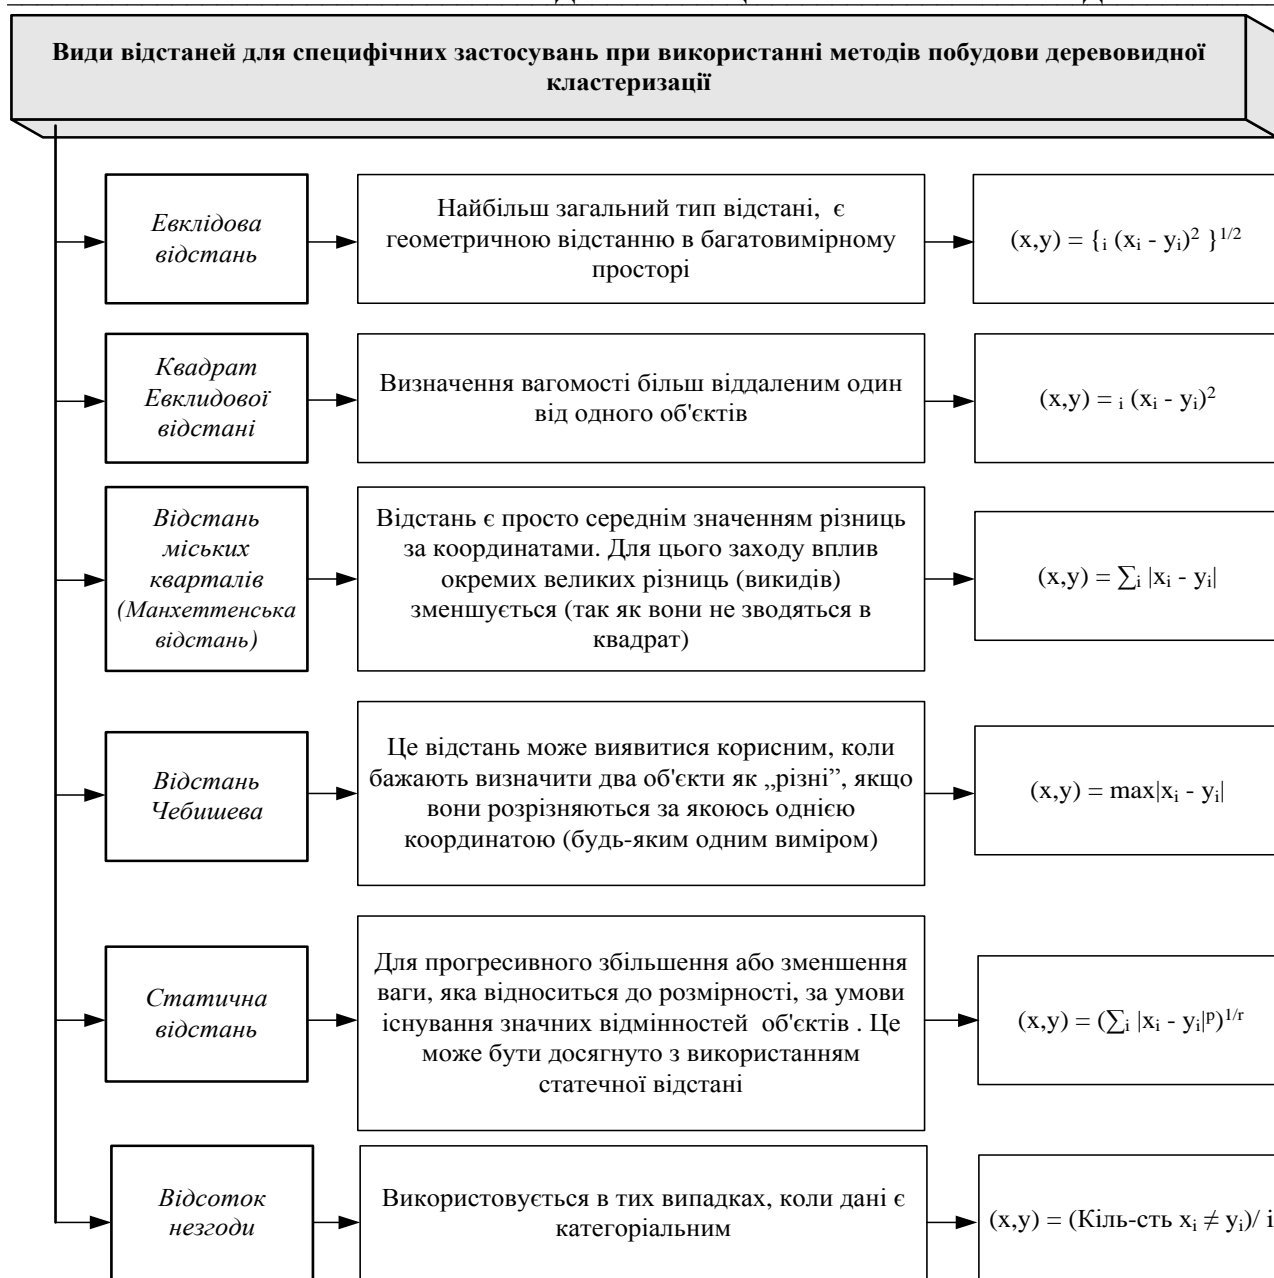 Види відстаней для специфічних застосувань при використанні методів побудови деревовидної
кластеризації
Евклідова
відстань
Найбільш загальний тип відстані, є
геометричною відстанню в багатовимірному
просторі
(x,y) = {ᵢ (xᵢ - yᵢ)² }¹ᐟ²
Квадрат
Евклидової
відстані
Визначення вагомості більш віддаленим один
від одного об'єктів
(x,y) = ᵢ (xᵢ - yᵢ)²
Відстань
міських
кварталів
(Манхеттенська
відстань)
Відстань є просто середнім значенням різниць
за координатами. Для цього заходу вплив
окремих великих різниць (викидів)
зменшується (так як вони не зводяться в
квадрат)
(x,y) = ∑ᵢ |xᵢ - yᵢ|
Відстань
Чебишева
Це відстань може виявитися корисним, коли
бажають визначити два об'єкти як „різні”, якщо
вони розрізняються за якоюсь однією
координатою (будь-яким одним виміром)
(x,y) = max|xᵢ - yᵢ|
Статична
відстань
Для прогресивного збільшення або зменшення
ваги, яка відноситься до розмірності, за умови
існування значних відмінностей об'єктів . Це
може бути досягнуто з використанням
статечної відстані
(x,y) = (∑ᵢ |xᵢ - yᵢ|ᵖ)¹ᐟʳ
Відсоток
незгоди
Використовується в тих випадках, коли дані є
категоріальним
(x,y) = (Кіль-сть xᵢ ≠ yᵢ)/ i